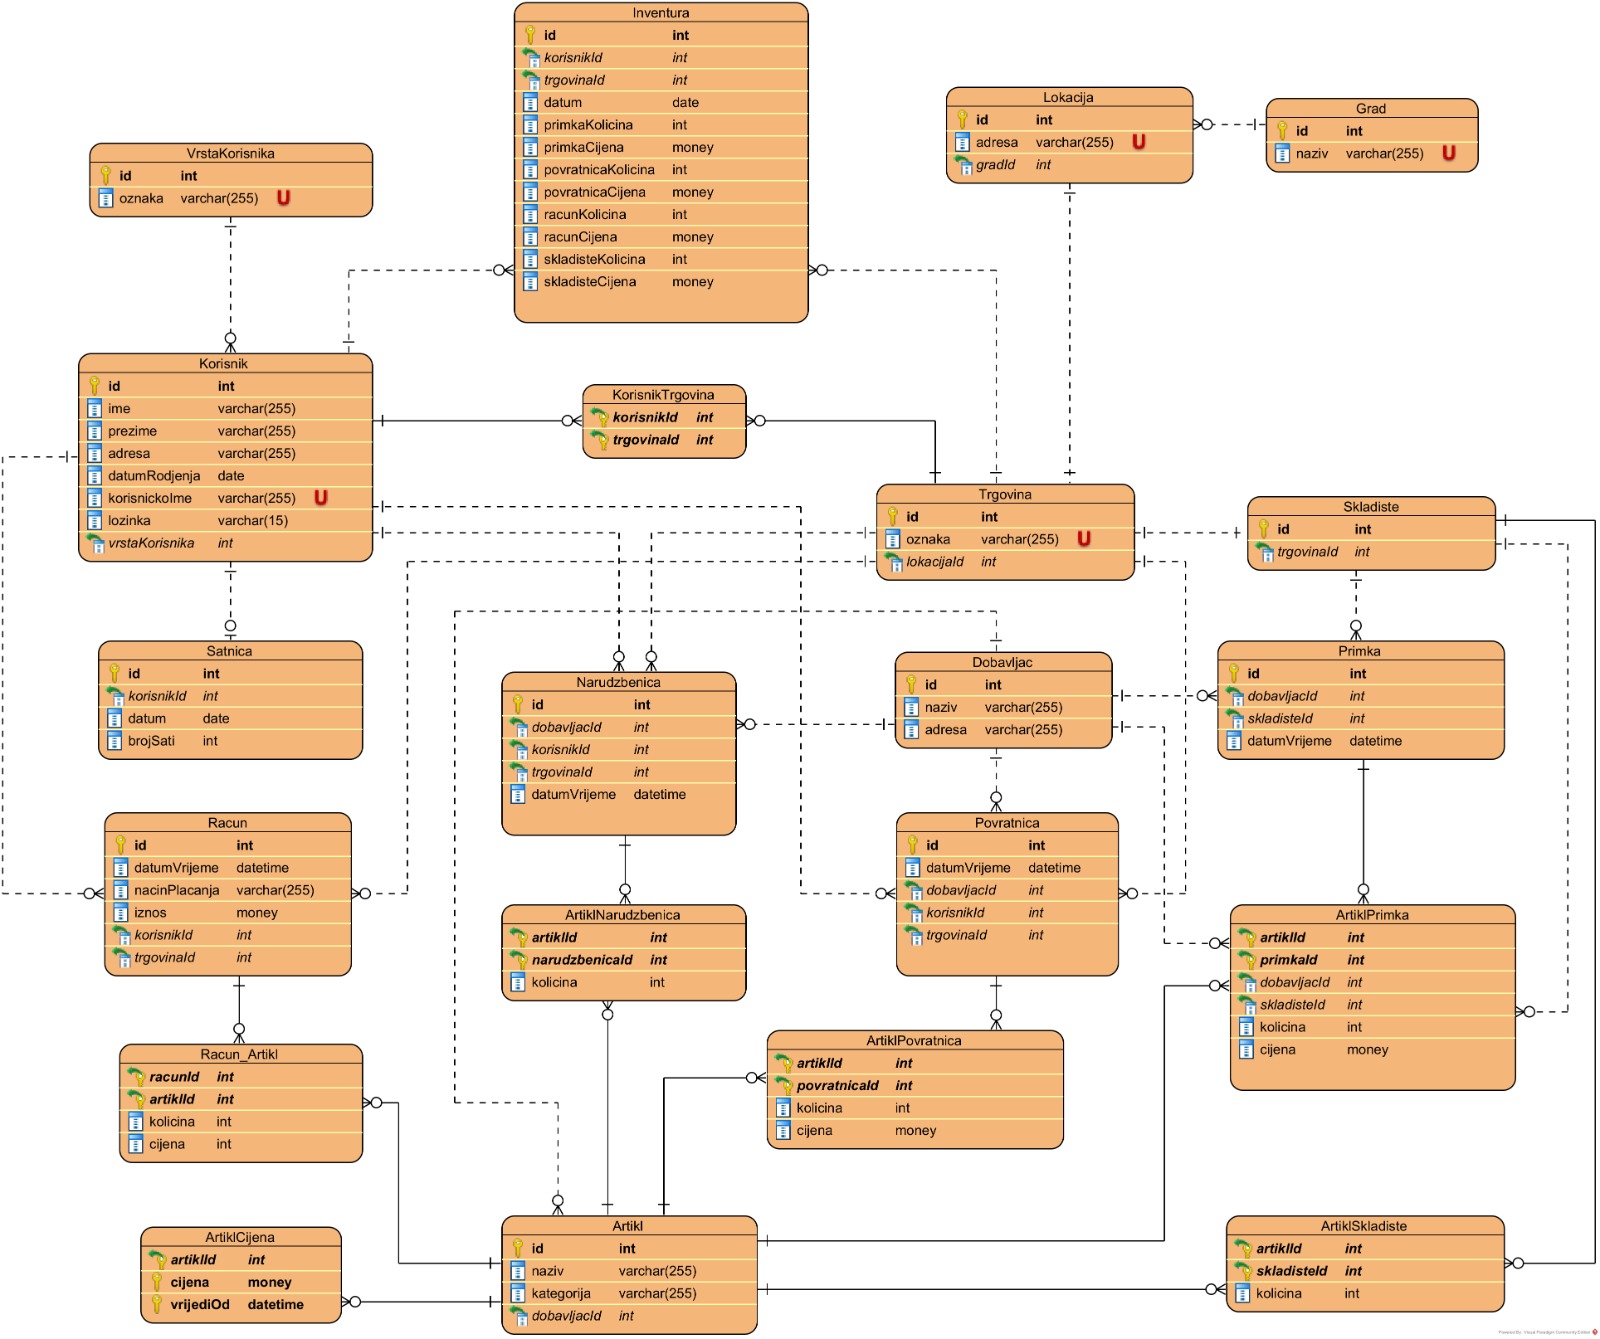 Inventura
id int
korisnikId int
trgovinaId int
datum date
primkaKolicina int
primkaCijena money
povratnicaKolicina int
povratnicaCijena money
racunKolicina int
racunCijena money
skladisteKolicina int
skladisteCijena money
Lokacija
id int
adresa varchar(255) U
gradId int
Grad
id int
naziv varchar(255) U
VrstaKorisnika
id int
oznaka varchar(255) U
Korisnik
id int
ime varchar(255)
prezime varchar(255)
adresa varchar(255)
datumRodjenja date
korisnickoIme varchar(255) U
lozinka varchar(15)
vrstaKorisnika int
KorisnikTrgovina
korisnikId int
trgovinaId int
Trgovina
id int
oznaka varchar(255) U
lokacijaId int
Skladiste
id int
trgovinaId int
Satnica
id int
korisnikId int
datum date
brojSati int
Narudzbenica
id int
dobavljacId int
korisnikId int
trgovinaId int
datumVrijeme datetime
Dobavljac
id int
naziv varchar(255)
adresa varchar(255)
Primka
id int
dobavljacId int
skladisteId int
datumVrijeme datetime
Racun
id int
datumVrijeme datetime
nacinPlacanja varchar(255)
iznos money
korisnikId int
trgovinaId int
Povratnica
id int
datumVrijeme datetime
dobavljacId int
korisnikId int
trgovinaId int
ArtiklNarudzbenica
artiklId int
narudzbenicaId int
kolicina int
ArtiklPrimka
artiklId int
primkaId int
dobavljacId int
skladisteId int
kolicina int
cijena money
Racun_Artikl
racunId int
artiklId int
kolicina int
cijena int
ArtiklPovratnica
artiklId int
povratnicaId int
kolicina int
cijena money
ArtiklCijena
artiklId int
cijena money
vrijediOd datetime
Artikl
id int
naziv varchar(255)
kategorija varchar(255)
dobavljacId int
ArtiklSkladiste
artiklId int
skladisteId int
kolicina int
Powered By Visual Paradigm Community Edition